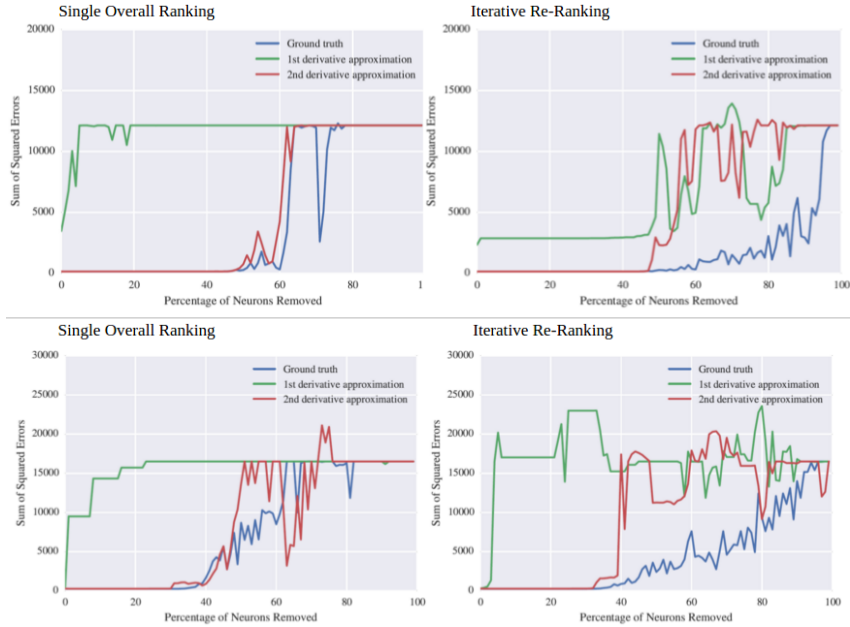 Single Overall Ranking
20000
15000
10000
5000
0
Sum of Squared Errors
Ground truth
1st derivative approximation
2nd derivative approximation
0 20 40 60 80 1
Percentage of Neurons Removed
Iterative Re-Ranking
20000
15000
10000
5000
0
Sum of Squared Errors
Ground truth
1st derivative approximation
2nd derivative approximation
0 20 40 60 80 100
Percentage of Neurons Removed
Single Overall Ranking
30000
25000
20000
15000
10000
5000
0
Sum of Squared Errors
Ground truth
1st derivative approximation
2nd derivative approximation
0 20 40 60 80 100
Percentage of Neurons Removed
Iterative Re-Ranking
30000
25000
20000
15000
10000
5000
0
Sum of Squared Errors
Ground truth
1st derivative approximation
2nd derivative approximation
0 20 40 60 80 100
Percentage of Neurons Removed